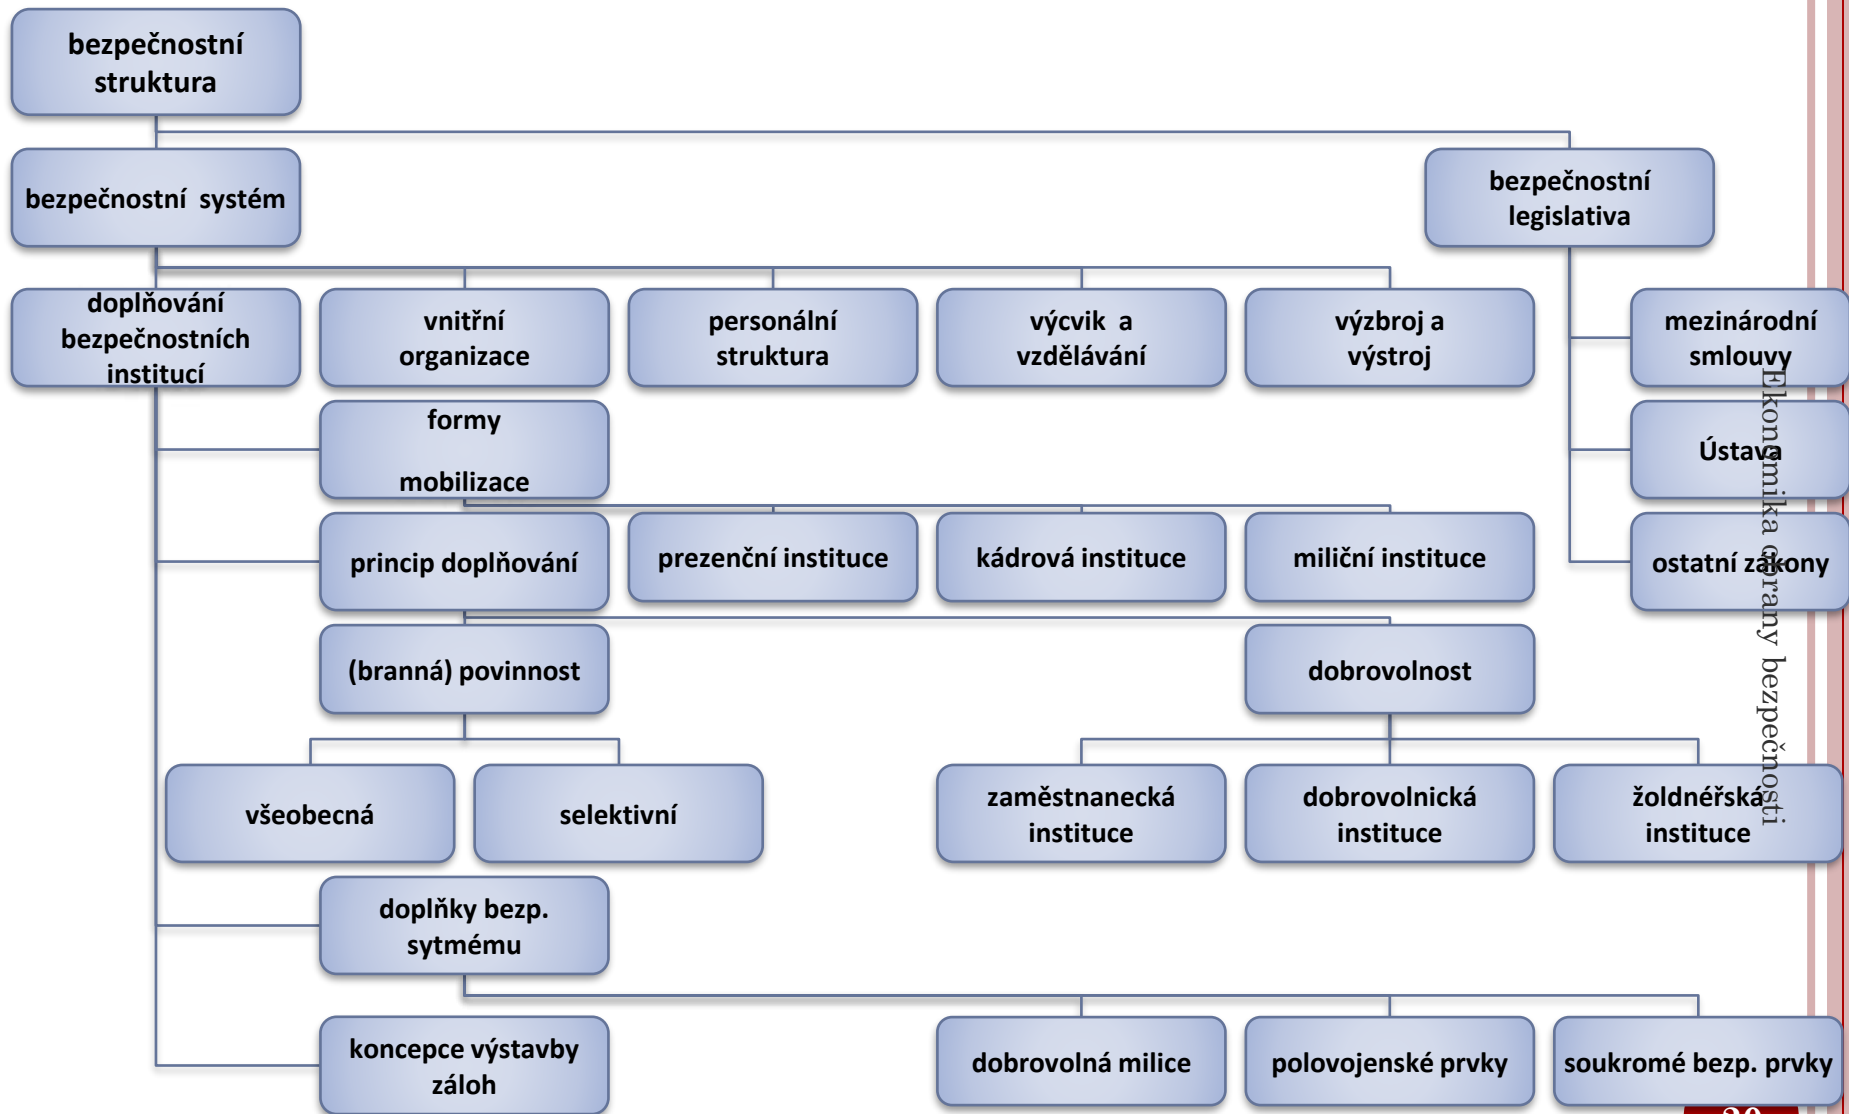 bezpečnostní
struktura
bezpečnostní systém
bezpečnostní
legislativa
doplňování
bezpečnostních
institucí
vnitřní
organizace
personální
struktura
výcvik a
vzdělávání
výzbroj a
výstroj
mezinárodní
smlouvy
formy
mobilizace
Ústava
princip doplňování
prezenční instituce
kádrová instituce
miliční instituce
ostatní zákony
(branná) povinnost
dobrovolnost
všeobecná
selektivní
zaměstnanecká
instituce
dobrovolnická
instituce
žoldnéřská
instituce
doplňky bezp.
sytmému
koncepce výstavby
záloh
dobrovolná milice
polovojenské prvky
soukromé bezp. prvky
Ekonomika obrany bezpečnosti